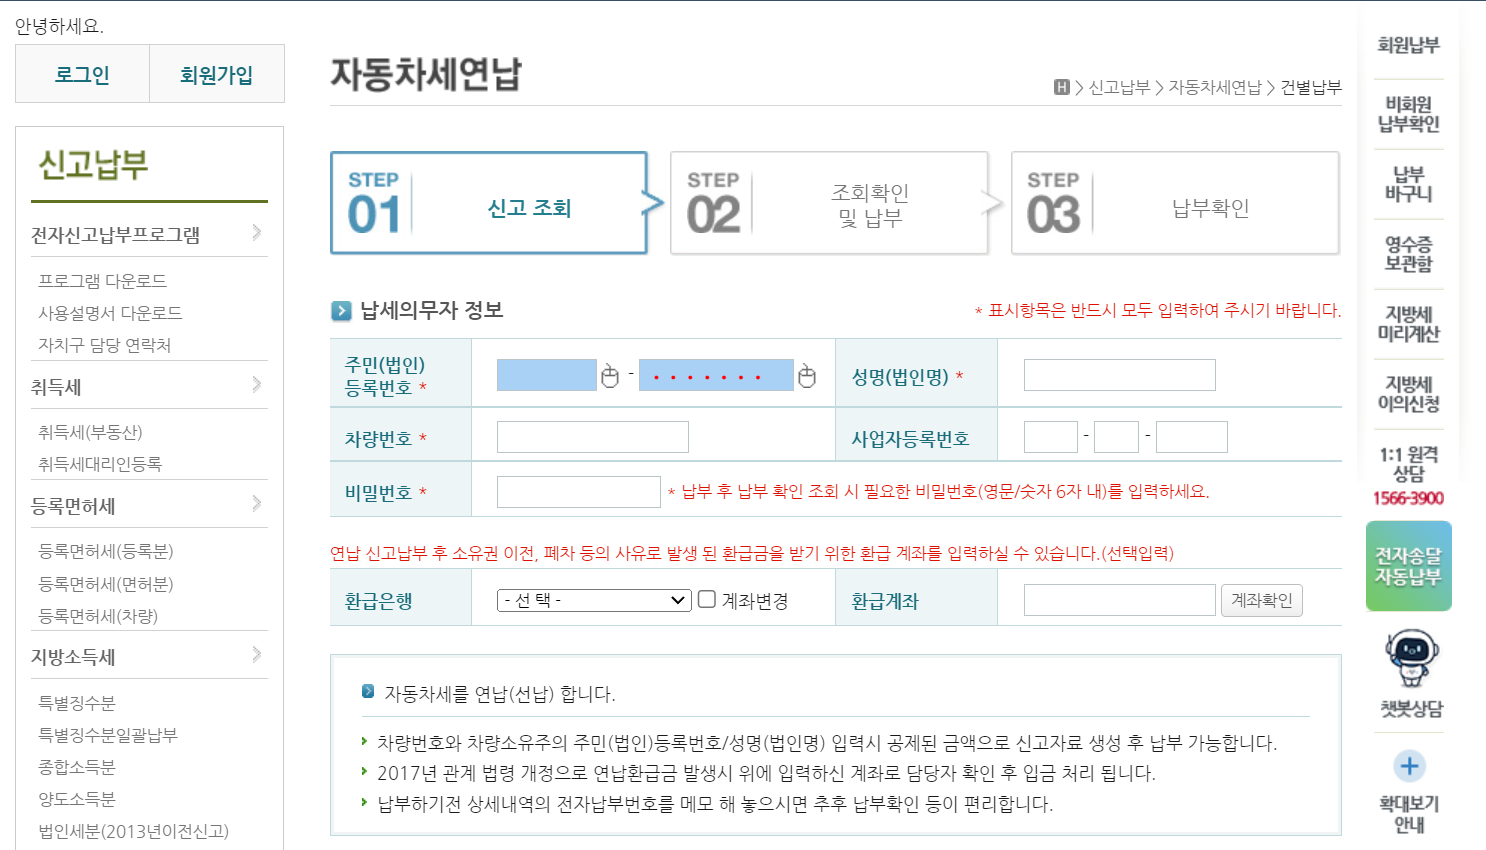 안녕하세요.
로그인
회원가입
신고납부
전자신고납부프로그램
프로그램 다운로드
사용설명서 다운로드
자치구 담당 연락처
취득세
취득세(부동산)
취득세대리인등록
등록면허세
등록면허세(등록분)
등록면허세(면허분)
등록면허세(차량)
지방소득세
특별징수분
특별징수분일괄납부
종합소득분
양도소득분
법인세분(2013년이전신고)
자동차세연납
H > 신고납부 > 자동차세연납 > 건별납부
STEP
01
신고 조회
STEP
02
조회확인
및 납부
STEP
03
납부확인
납세의무자 정보
* 표시항목은 반드시 모두 입력하여 주시기 바랍니다.
주민(법인)
등록번호 *
-
성명(법인명) *
차량번호 *
사업자등록번호
- -
비밀번호 *
* 납부 후 납부 확인 조회 시 필요한 비밀번호(영문/숫자 6자 내)를 입력하세요.
연납 신고납부 후 소유권 이전, 폐차 등의 사유로 발생 된 환급금을 받기 위한 환급 계좌를 입력하실 수 있습니다.(선택입력)
환급은행
- 선 택 -
계좌변경
환급계좌
계좌확인
자동차세를 연납(선납) 합니다.
차량번호와 차량소유주의 주민(법인)등록번호/성명(법인명) 입력시 공제된 금액으로 신고자료 생성 후 납부 가능합니다.
2017년 관계 법령 개정으로 연납환급금 발생시 위에 입력하신 계좌로 담당자 확인 후 입금 처리 됩니다.
납부하기전 상세내역의 전자납부번호를 메모 해 놓으시면 추후 납부확인 등이 편리합니다.
회원납부
비회원
납부확인
납부
바구니
영수증
보관함
지방세
미리계산
지방세
이의신청
1:1 원격
상담
1566-3900
전자송달
자동납부
챗봇상담
확대보기
안내